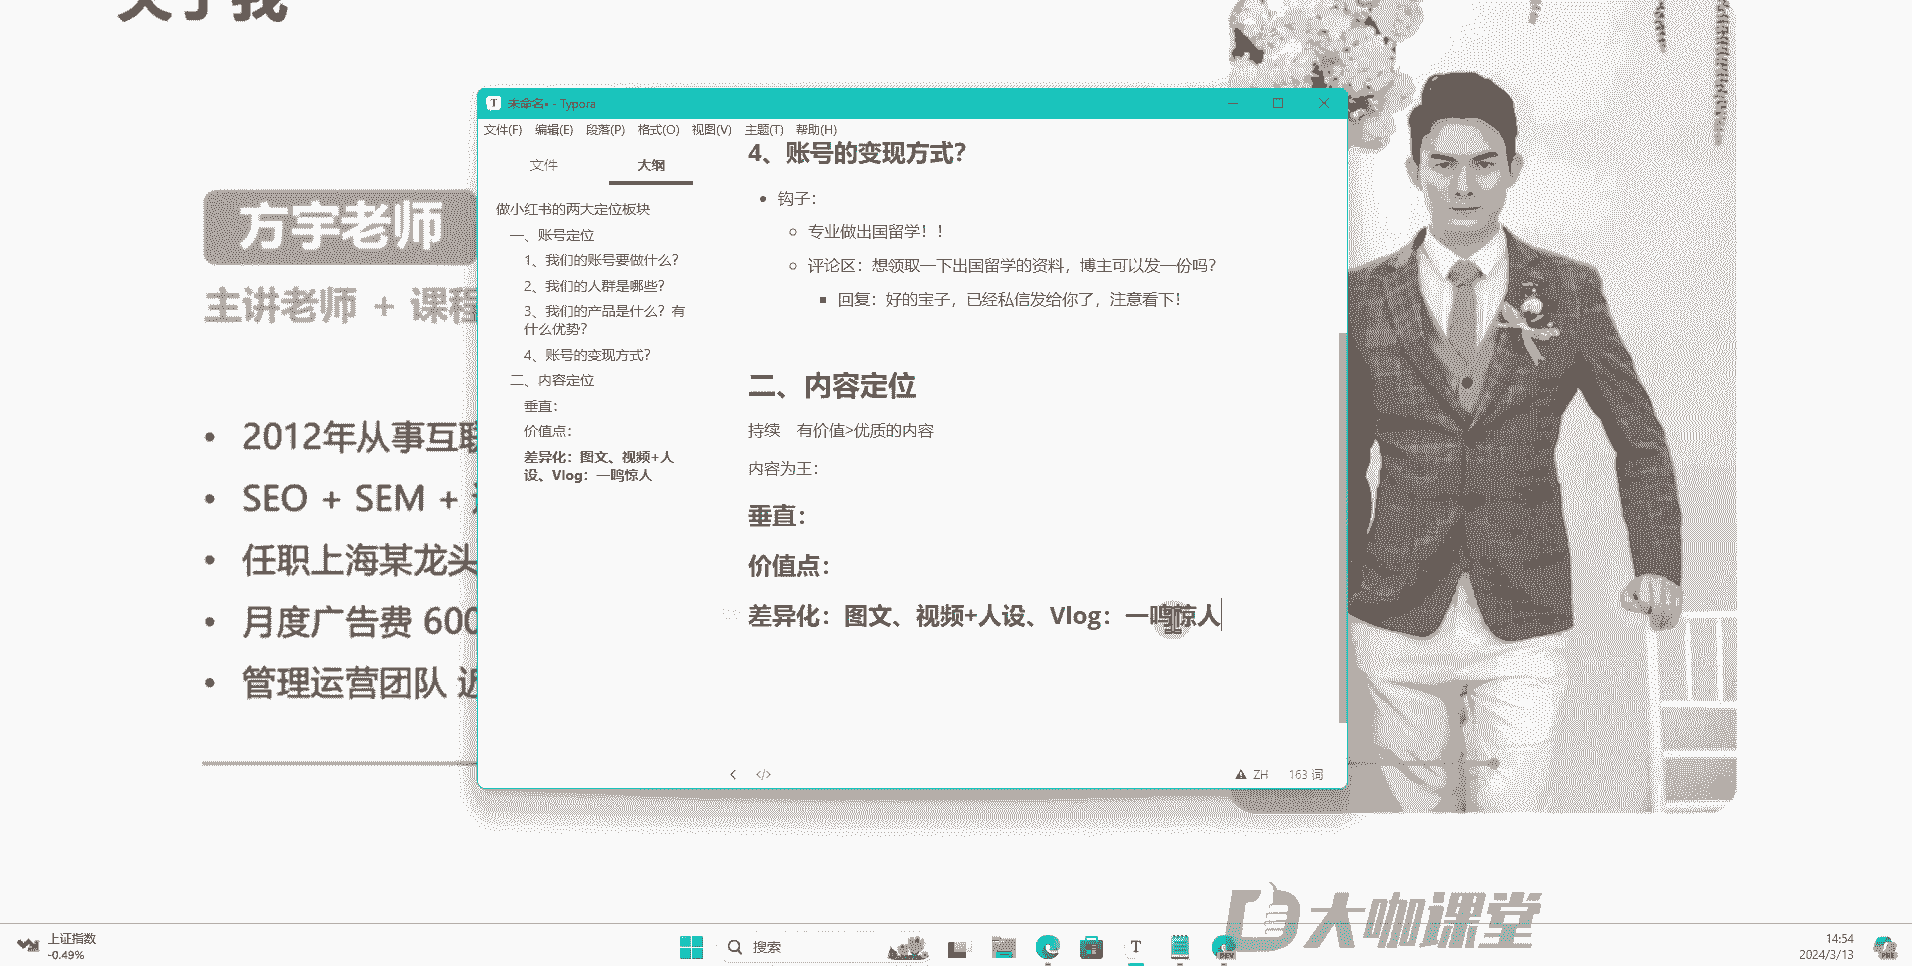 关于我
方宇老师
主讲老师 + 课程
2012年从事互联
SEO + SEM +
任职上海某龙头
月度广告费 600
管理运营团队 近
未命名• - Typora
文件(F) 编辑(E) 段落(P) 格式(O) 视图(V) 主题(T) 帮助(H)
文件 大纲
做小红书的两大定位板块
一、账号定位
1、我们的账号要做什么？
2、我们的人群是哪些？
3、我们的产品是什么？有
什么优势？
4、账号的变现方式？
二、内容定位
垂直：
价值点：
差异化：图文、视频+人
设、Vlog：一鸣惊人
4、账号的变现方式？
钩子：
专业做出国留学！！
评论区：想领取一下出国留学的资料，博主可以发一份吗？
回复：好的宝子，已经私信发给你了，注意看下！
二、内容定位
持续 有价值>优质的内容
内容为王：
垂直：
价值点：
差异化：图文、视频+人设、Vlog：一鸣惊人
</> ZH 163 词
大咖课堂
上证指数
-0.49%
搜索
T
DEV
14:54
2024/3/13
PRE